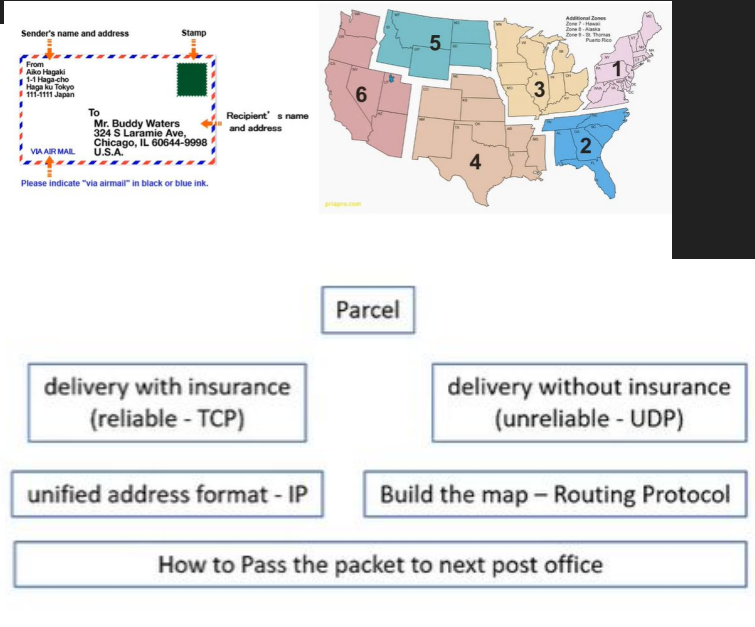 Sender's name and address
Stamp
From
Aiko Hagaki
1-1 Haga-cho
Haga ku Tokyo
111-1111 Japan
To
Mr. Buddy Waters
324 S Laramie Ave,
Chicago, IL 60644-9998
U.S.A.
VIA AIR MAIL
Recipient's name
and address
Please indicate "via airmail" in black or blue ink.
Additional Zones
Zone 7 - Hawaii
Zone 8 - Alaska
Zone 9 - St. Thomas
Puerto Rico
5
1
6
3
2
4
Parcel
delivery with insurance
(reliable - TCP)
delivery without insurance
(unreliable - UDP)
unified address format - IP
Build the map – Routing Protocol
How to Pass the packet to next post office